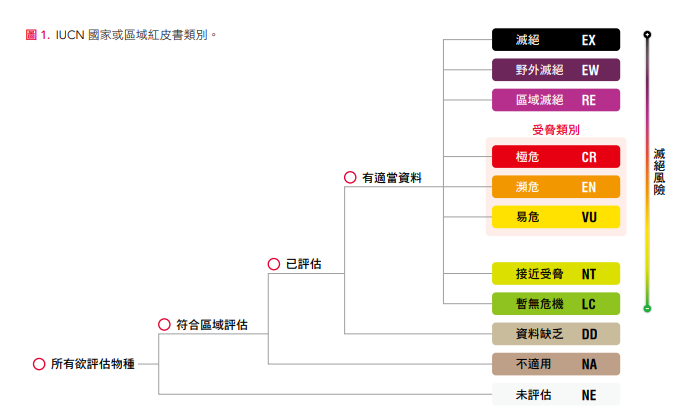 圖 1. IUCN 國家或區域紅皮書類別。
滅絕 EX
野外滅絕 EW
區域滅絕 RE
受脅類別
極危 CR
瀕危 EN
易危 VU
接近受脅 NT
暫無危機 LC
資料缺乏 DD
不適用 NA
未評估 NE
有適當資料
已評估
符合區域評估
所有欲評估物種
滅絕風險